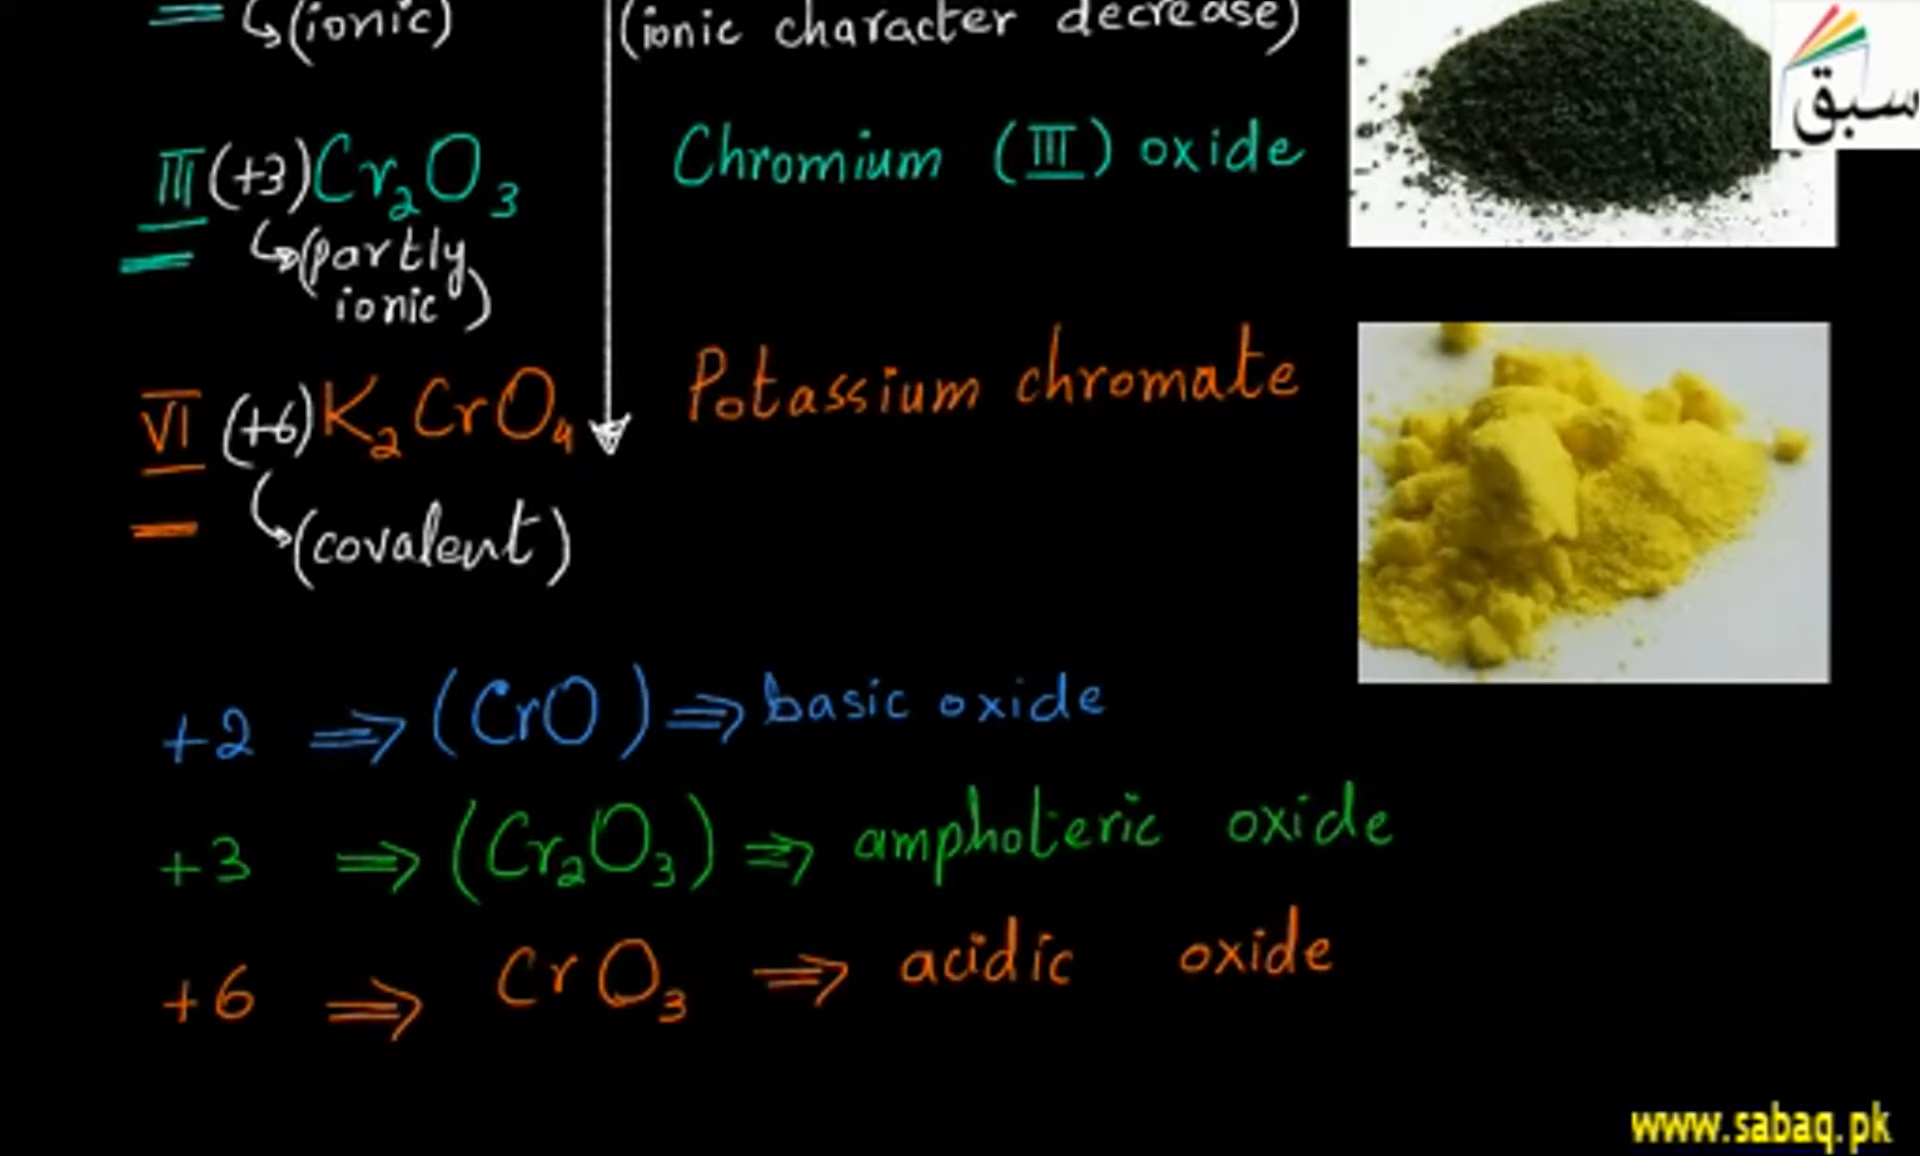 (ionic) (ionic character decrease)
سبق
III (+3) Cr₂O₃ Chromium (III) oxide
(partly
ionic)
VI (+6) K₂CrO₄ Potassium chromate
(covalent)
+2 ⇒ (CrO) ⇒ basic oxide
+3 ⇒ (Cr₂O₃) ⇒ amphoteric oxide
+6 ⇒ CrO₃ ⇒ acidic oxide
www.sabaq.pk